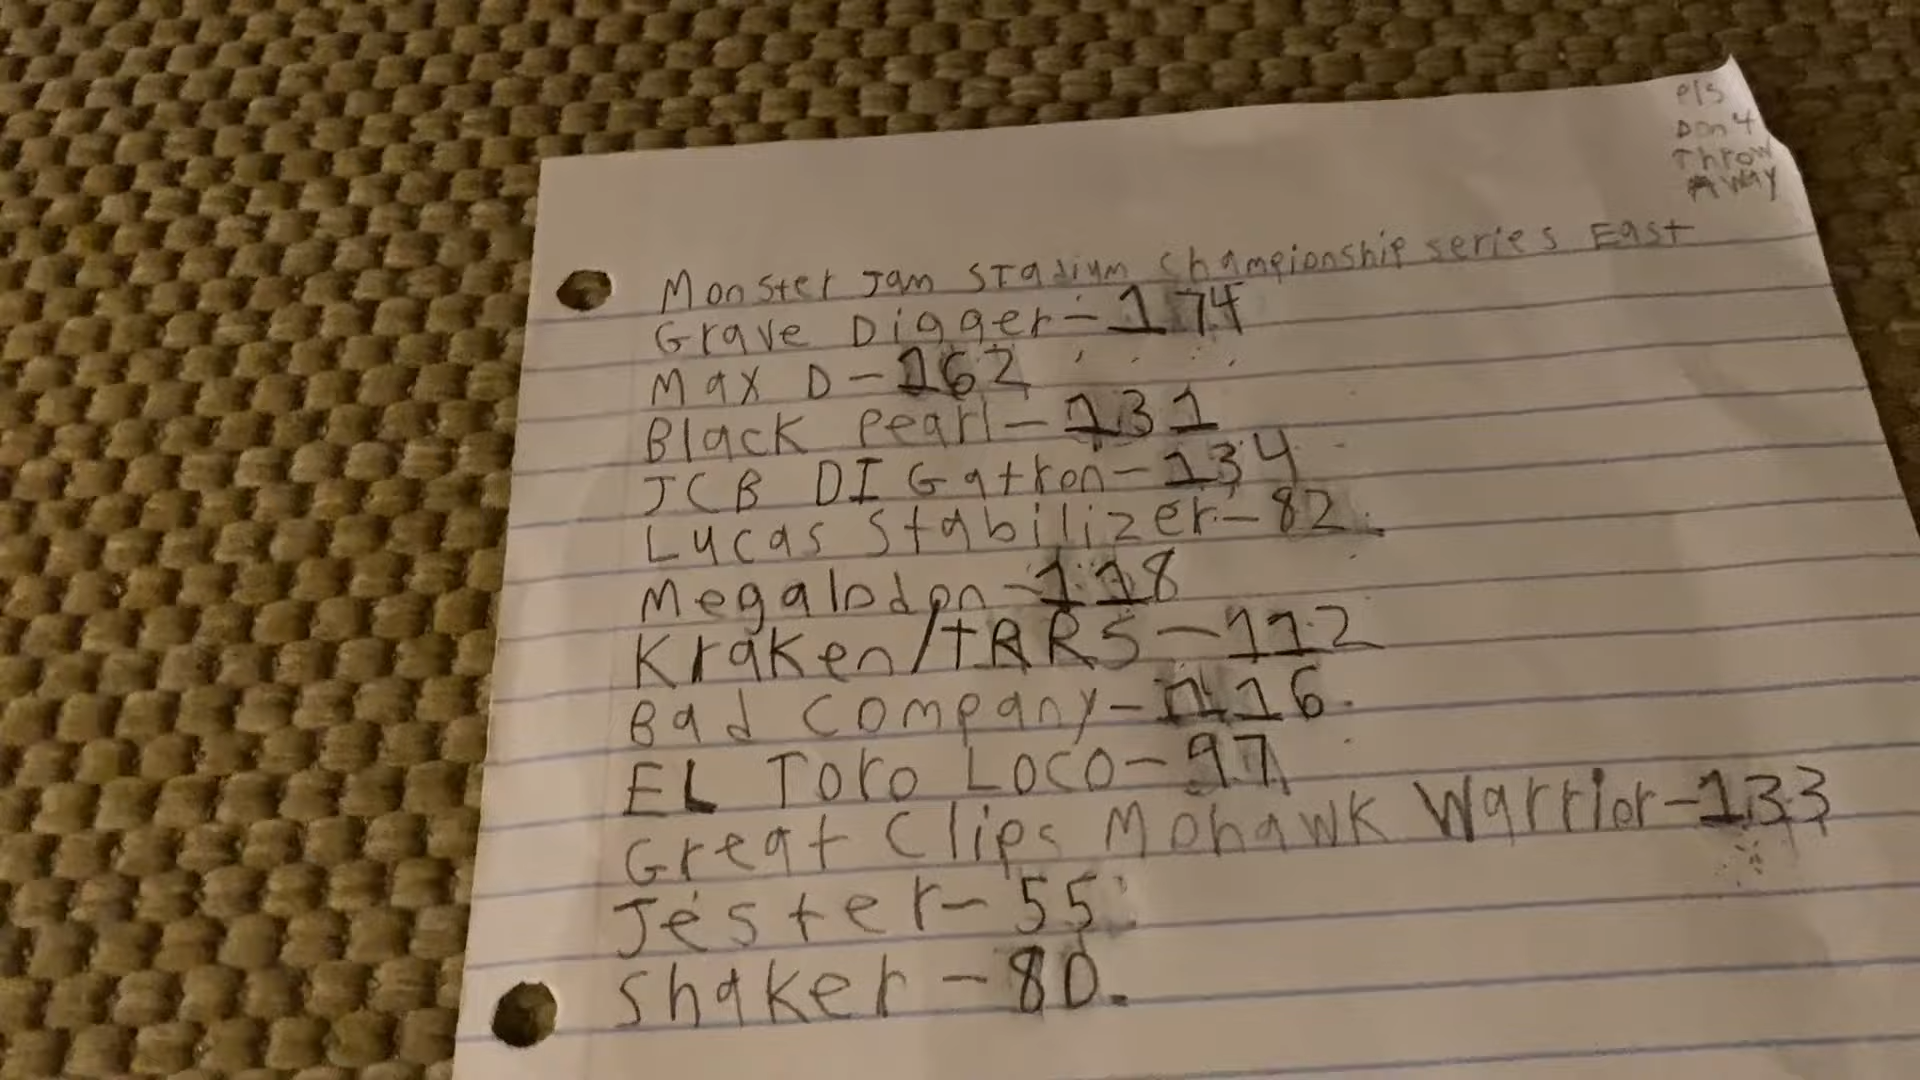 pls
Don4
Throw
Away
Monster Jam Stadium Championship series East
Grave Digger-174
Max D-162
Black Pearl-131
JCB DIGatron-134
Lucas Stabilizer-82
Megalodon-118
Kraken/TRRS-112
Bad Company-116
EL Toro Loco-97
Great Clips Mohawk Warrior-133
Jester-55
Shaker-80